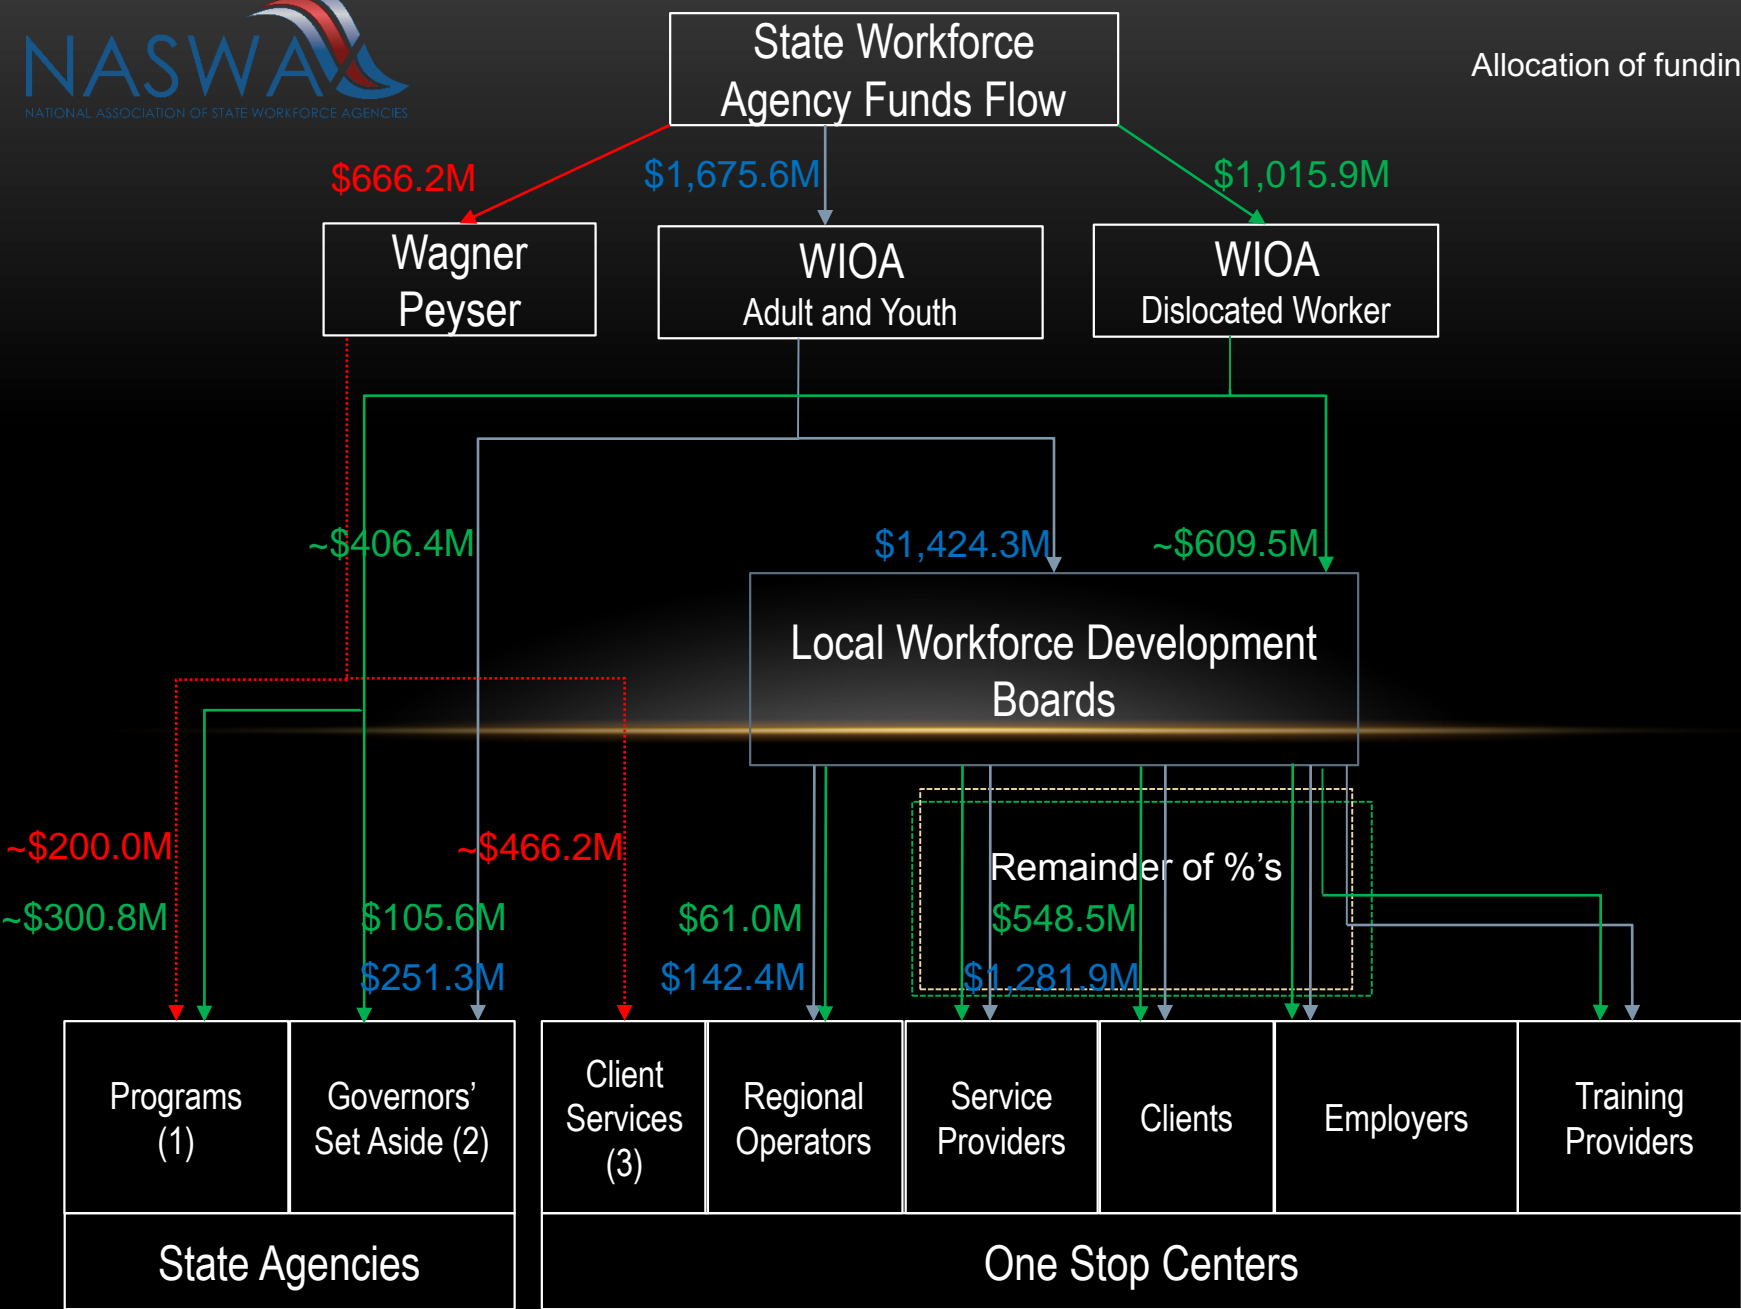 NASWA
NATIONAL ASSOCIATION OF STATE WORKFORCE AGENCIES
State Workforce
Agency Funds Flow
Allocation of fundin
$666.2M
$1,675.6M
$1,015.9M
Wagner
Peyser
WIOA
Adult and Youth
WIOA
Dislocated Worker
~$406.4M
$1,424.3M
~$609.5M
Local Workforce Development
Boards
~$200.0M
~$466.2M
Remainder of %'s
~$300.8M
$105.6M
$61.0M
$548.5M
$251.3M
$142.4M
$1,281.9M
Programs
(1)
Governors’
Set Aside (2)
Client
Services
(3)
Regional
Operators
Service
Providers
Clients
Employers
Training
Providers
State Agencies
One Stop Centers